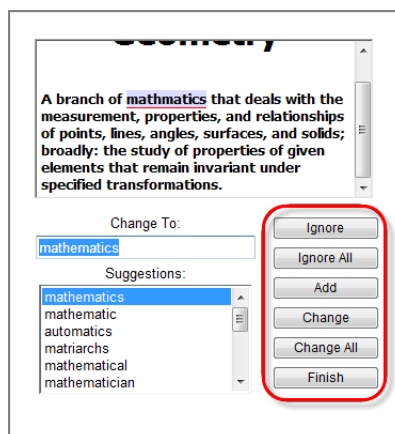 Geometry
A branch of mathmatics that deals with the
measurement, properties, and relationships
of points, lines, angles, surfaces, and solids;
broadly: the study of properties of given
elements that remain invariant under
specified transformations.
Change To:
mathematics
Suggestions:
mathematics
mathematic
automatics
matriarchs
mathematical
mathematician
Ignore
Ignore All
Add
Change
Change All
Finish